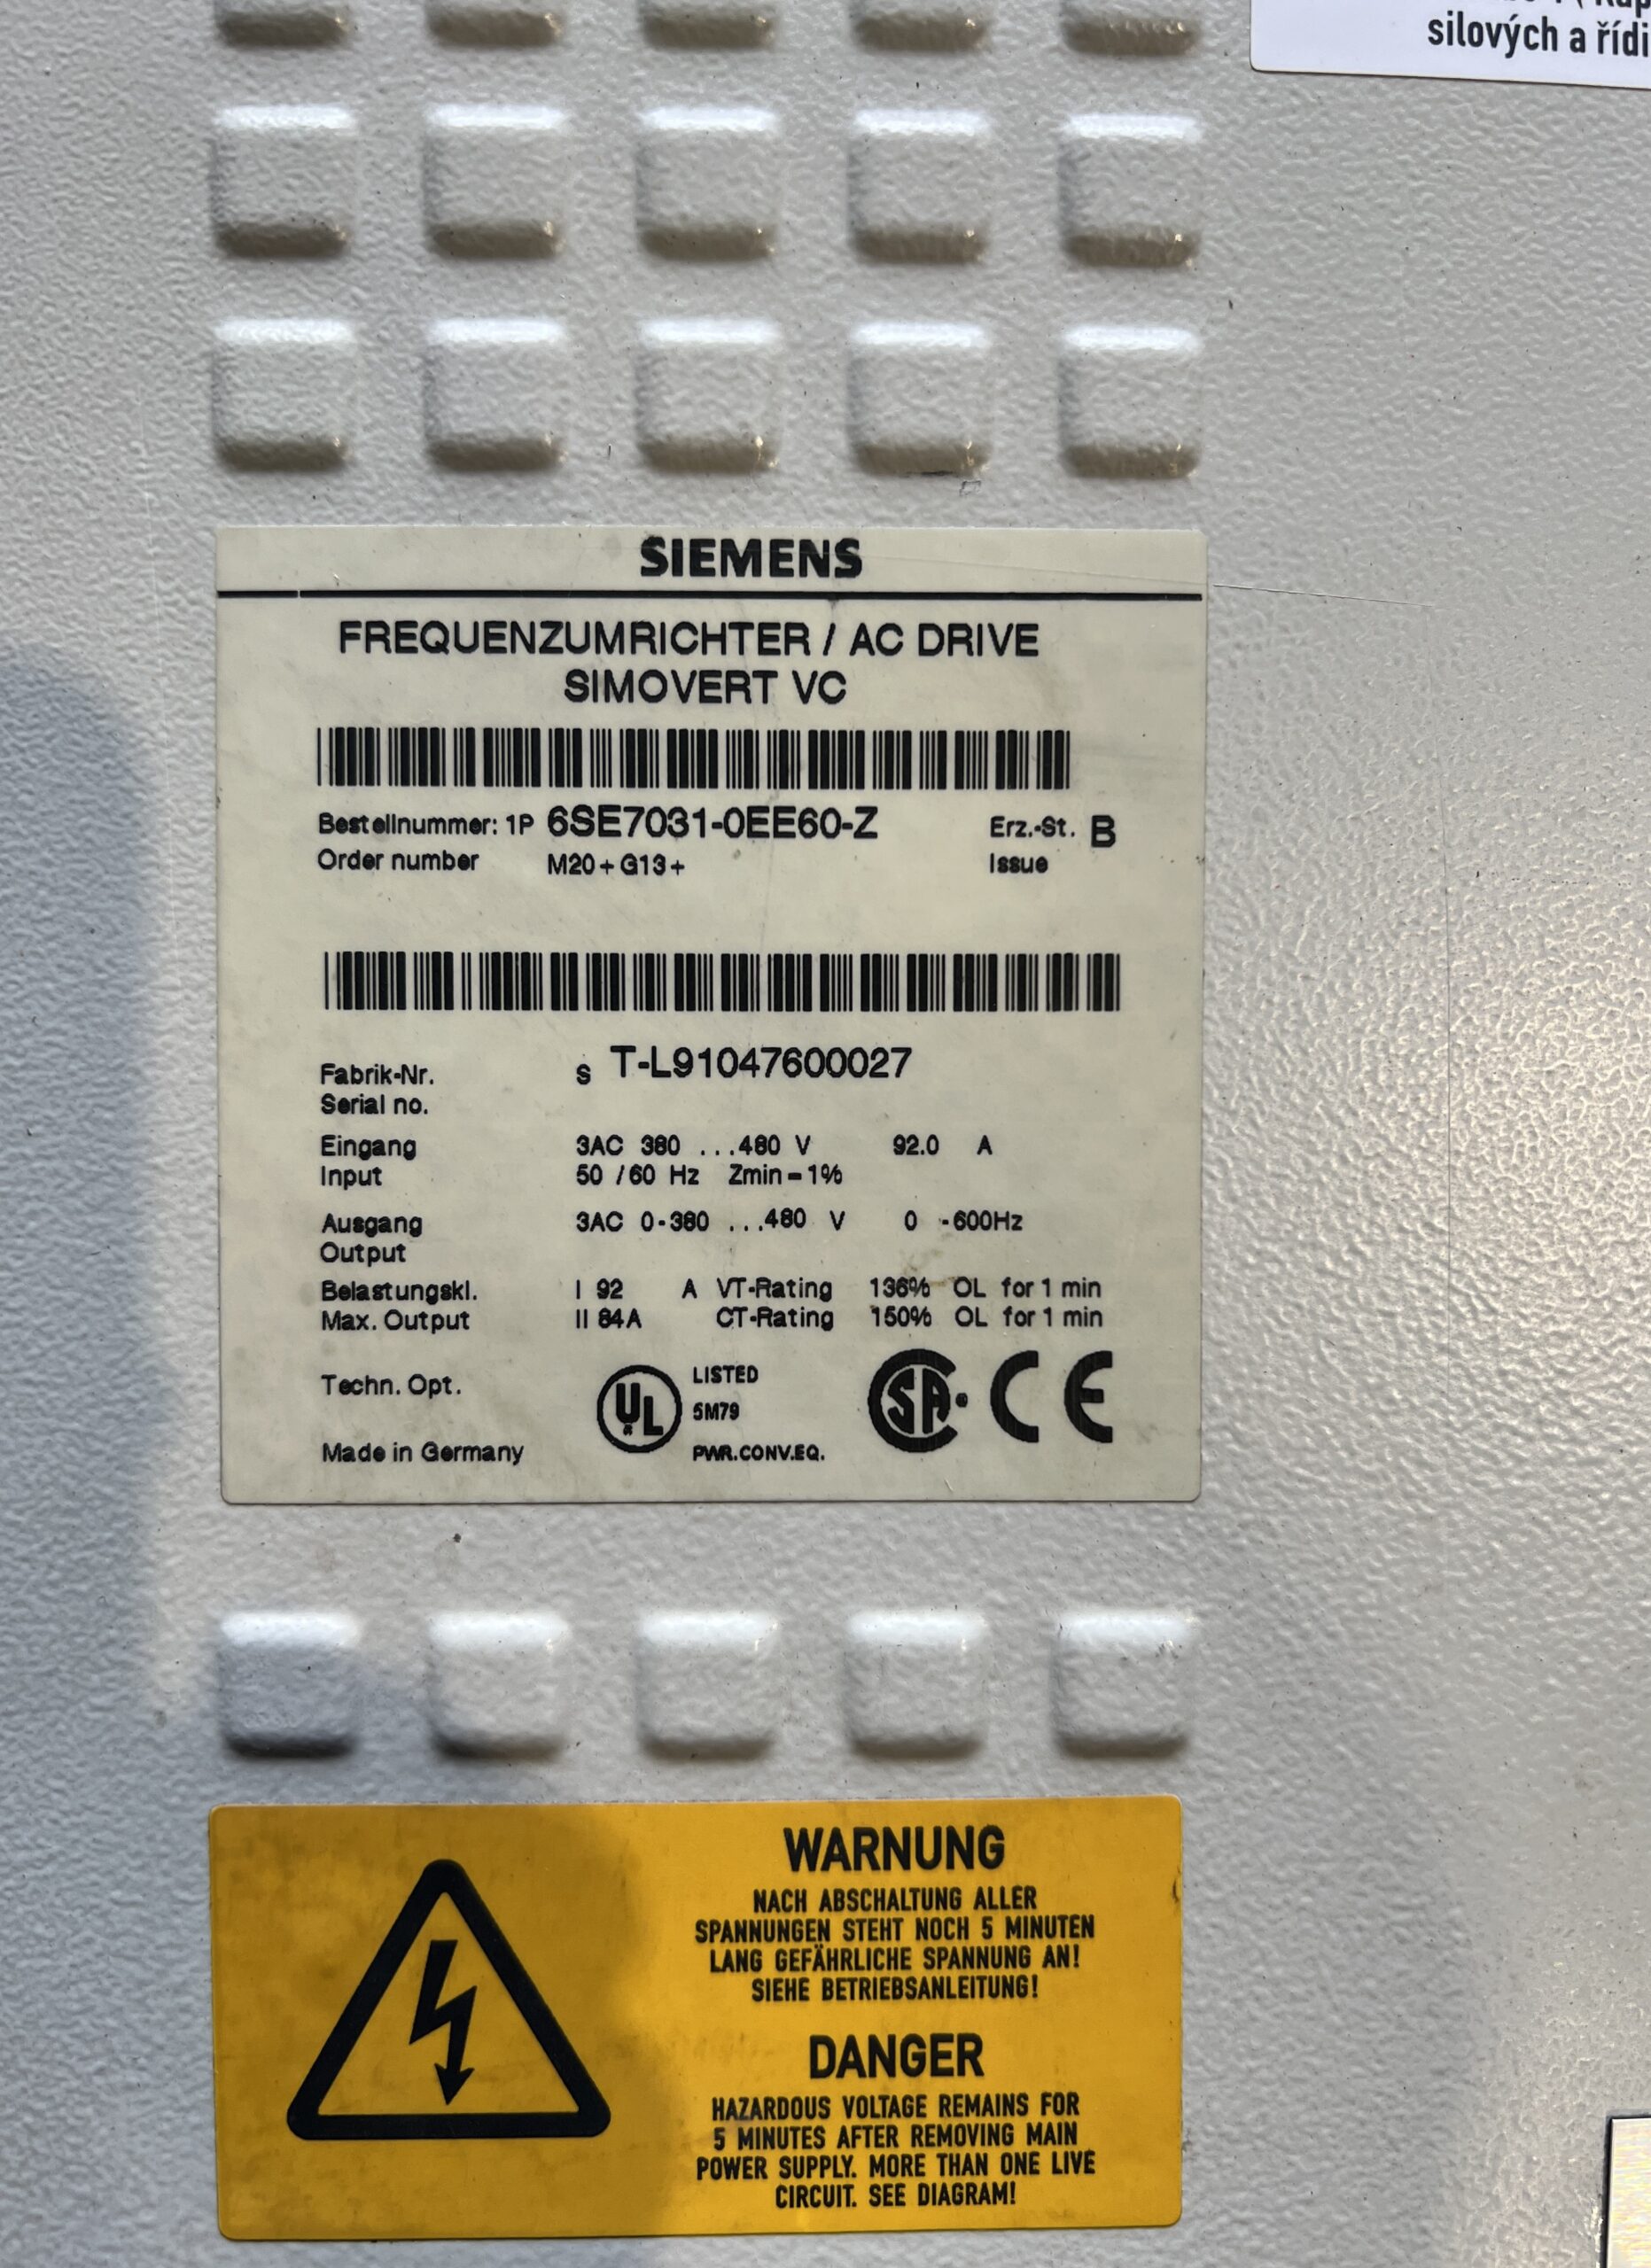 silových a řídi
SIEMENS
FREQUENZUMRICHTER / AC DRIVE
SIMOVERT VC
Bestellnummer: 1P 6SE7031-0EE60-Z Erz.-St. B
Order number M20+G13+ Issue
Fabrik-Nr. S T-L91047600027
Serial no.
Eingang 3AC 380 ...480 V 92.0 A
Input 50 /60 Hz Zmin=1%
Ausgang 3AC 0-380 ...480 V 0 -600Hz
Output
Belastungskl. I 92 A VT-Rating 136% OL for 1 min
Max. Output II 84A CT-Rating 150% OL for 1 min
Techn. Opt. UL LISTED SA CE
5M79
Made in Germany PWR.CONV.EQ.
WARNUNG
NACH ABSCHALTUNG ALLER
SPANNUNGEN STEHT NOCH 5 MINUTEN
LANG GEFÄHRLICHE SPANNUNG AN!
SIEHE BETRIEBSANLEITUNG!
DANGER
HAZARDOUS VOLTAGE REMAINS FOR
5 MINUTES AFTER REMOVING MAIN
POWER SUPPLY. MORE THAN ONE LIVE
CIRCUIT. SEE DIAGRAM!